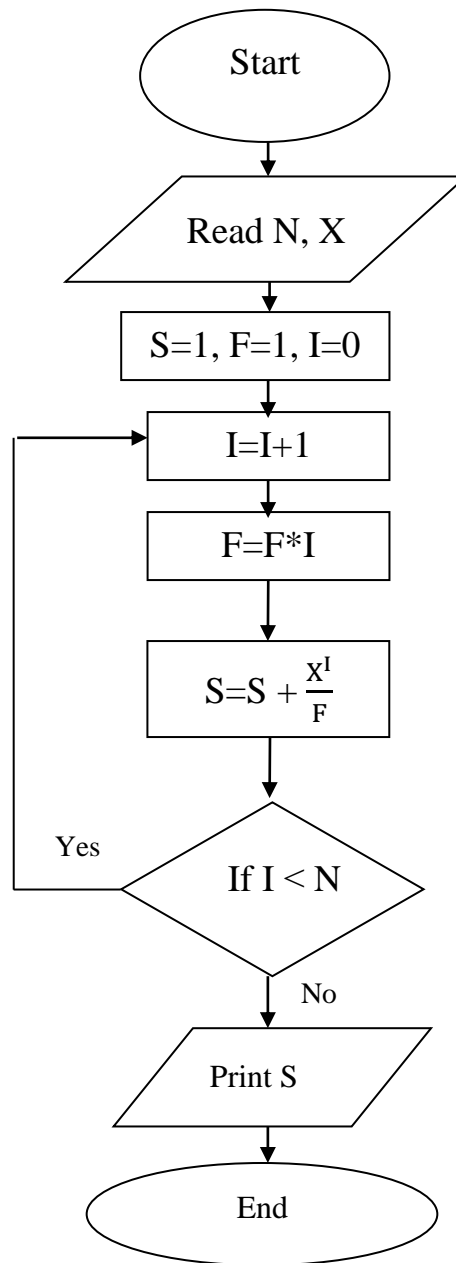 Start
Read N, X
S=1, F=1, I=0
I=I+1
F=F*I
S=S + X^I/F
Yes
If I < N
No
Print S
End